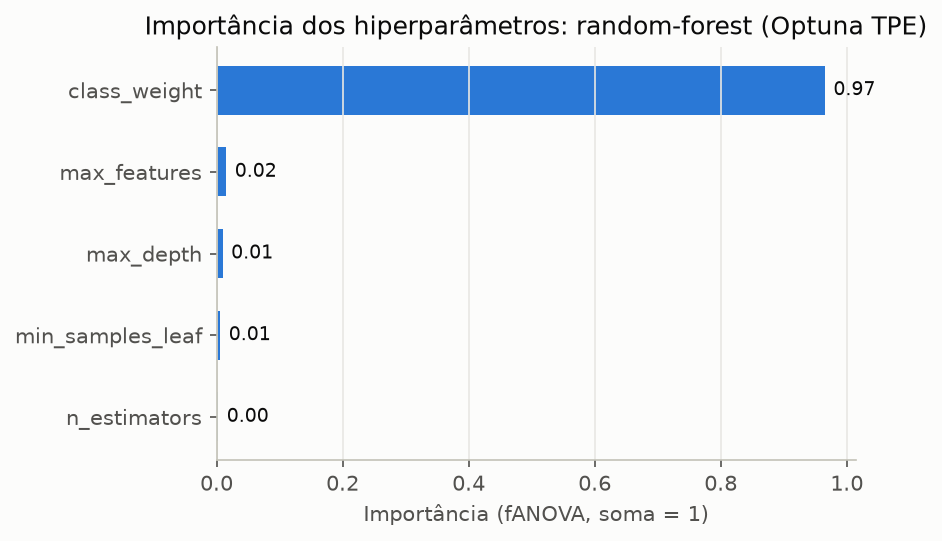 Importância dos hiperparâmetros: random-forest (Optuna TPE)
class_weight
0.97
max_features
0.02
max_depth
0.01
min_samples_leaf
0.01
n_estimators
0.00
0.0 0.2 0.4 0.6 0.8 1.0
Importância (fANOVA, soma = 1)